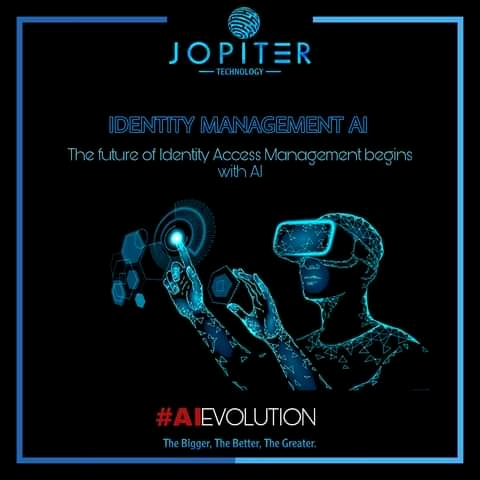 JOPITER
TECHNOLOGY
IDENTITY MANAGEMENT AI
The future of Identity Access Management begins
with AI
#AIEVOLUTION
The Bigger, The Better, The Greater.